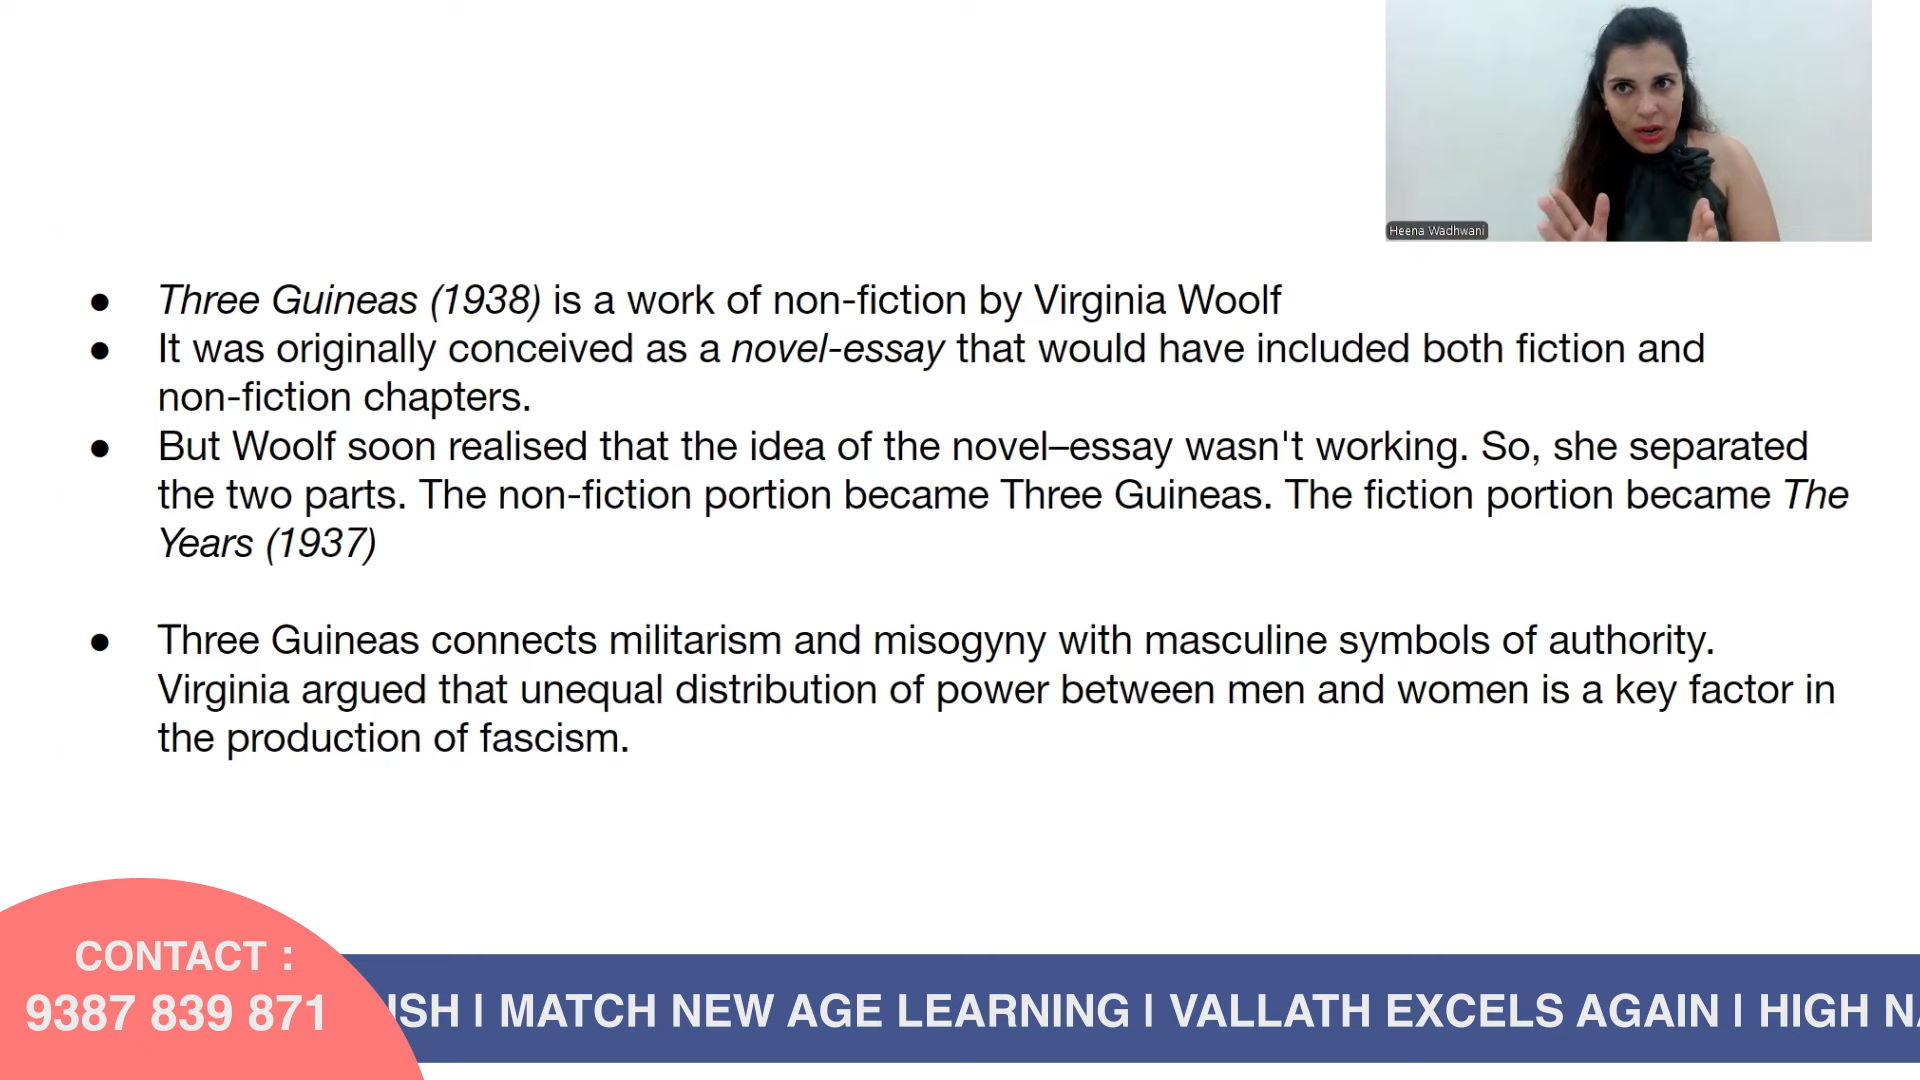 Heena Wadhwani
● Three Guineas (1938) is a work of non-fiction by Virginia Woolf
● It was originally conceived as a novel-essay that would have included both fiction and
non-fiction chapters.
● But Woolf soon realised that the idea of the novel–essay wasn't working. So, she separated
the two parts. The non-fiction portion became Three Guineas. The fiction portion became The
Years (1937)
● Three Guineas connects militarism and misogyny with masculine symbols of authority.
Virginia argued that unequal distribution of power between men and women is a key factor in
the production of fascism.
CONTACT :
9387 839 871
ISH | MATCH NEW AGE LEARNING | VALLATH EXCELS AGAIN | HIGH NA